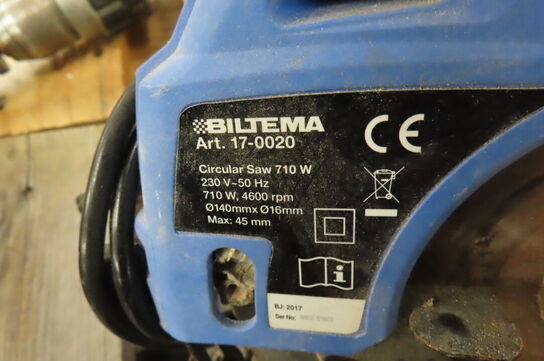 BILTEMA
Art. 17-0020
Circular Saw 710 W
230 V~50 Hz
710 W, 4600 rpm
Ø140mmx Ø16mm
Max: 45 mm
CE
i
BJ: 2017
Ser No: